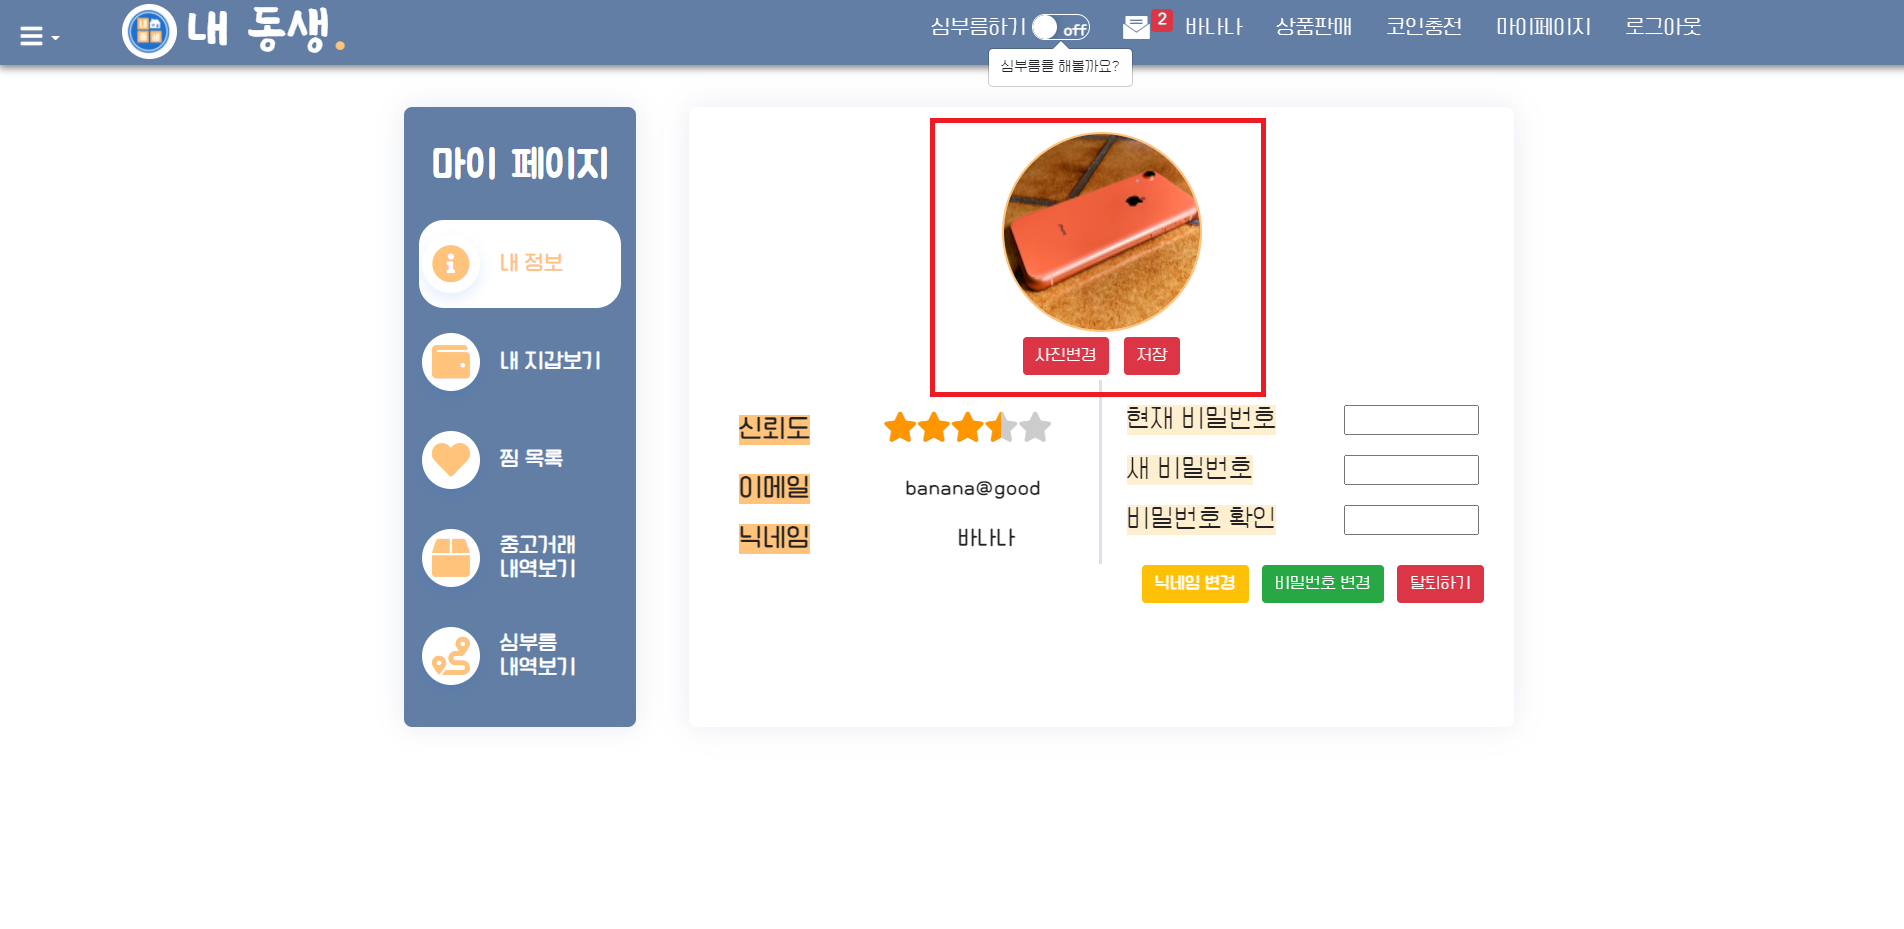 내 동생.
심부름하기 off 2 바나나 상품판매 코인충전 마이페이지 로그아웃
심부름을 해볼까요?
마이 페이지
내 정보
내 지갑보기
찜 목록
중고거래
내역보기
심부름
내역보기
사진변경 저장
신뢰도
이메일 banana@good
닉네임 바나나
현재 비밀번호
새 비밀번호
비밀번호 확인
닉네임 변경 비밀번호 변경 탈퇴하기